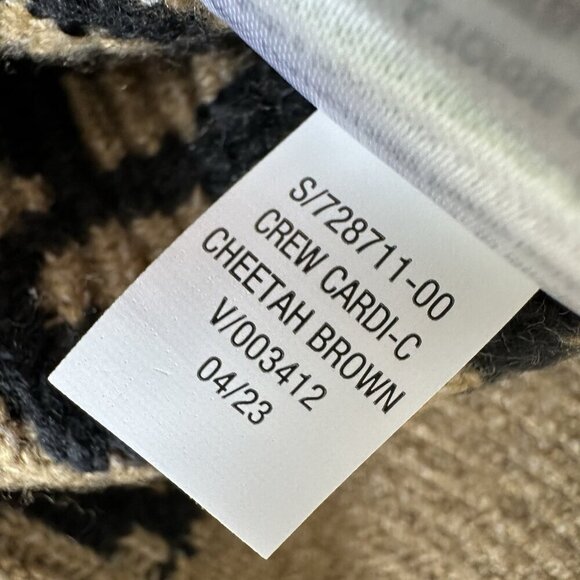 S/728711-00
CREW CARDI-C
CHEETAH BROWN
V/003412
04/23